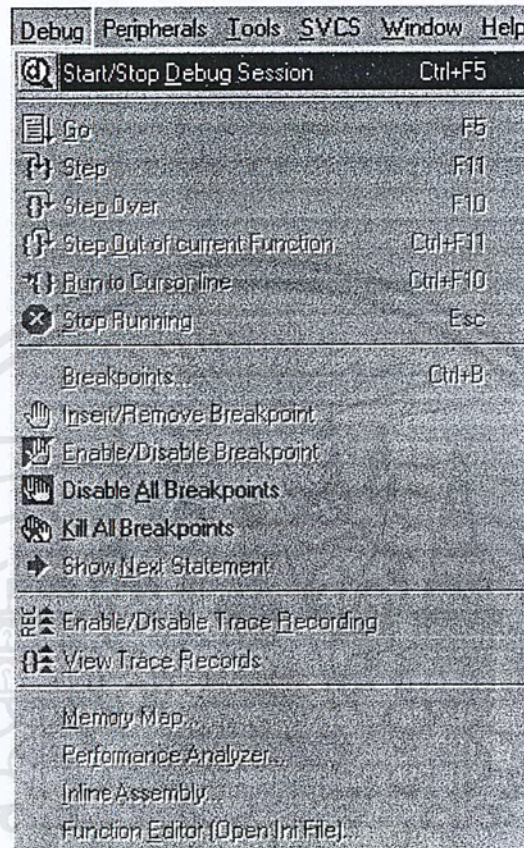 Debug Peripherals Tools SVCS Window Help
Start/Stop Debug Session Ctrl+F5
Go F5
Step F11
Step Over F10
Step Out of current Function Ctrl+F11
Run to Cursor line Ctrl+F10
Stop Running Esc
Breakpoints... Ctrl+B
Insert/Remove Breakpoint
Enable/Disable Breakpoint
Disable All Breakpoints
Kill All Breakpoints
Show Next Statement
REC Enable/Disable Trace Recording
View Trace Records
Memory Map...
Performance Analyzer...
Inline Assembly...
Function Editor (Open Ini File)...